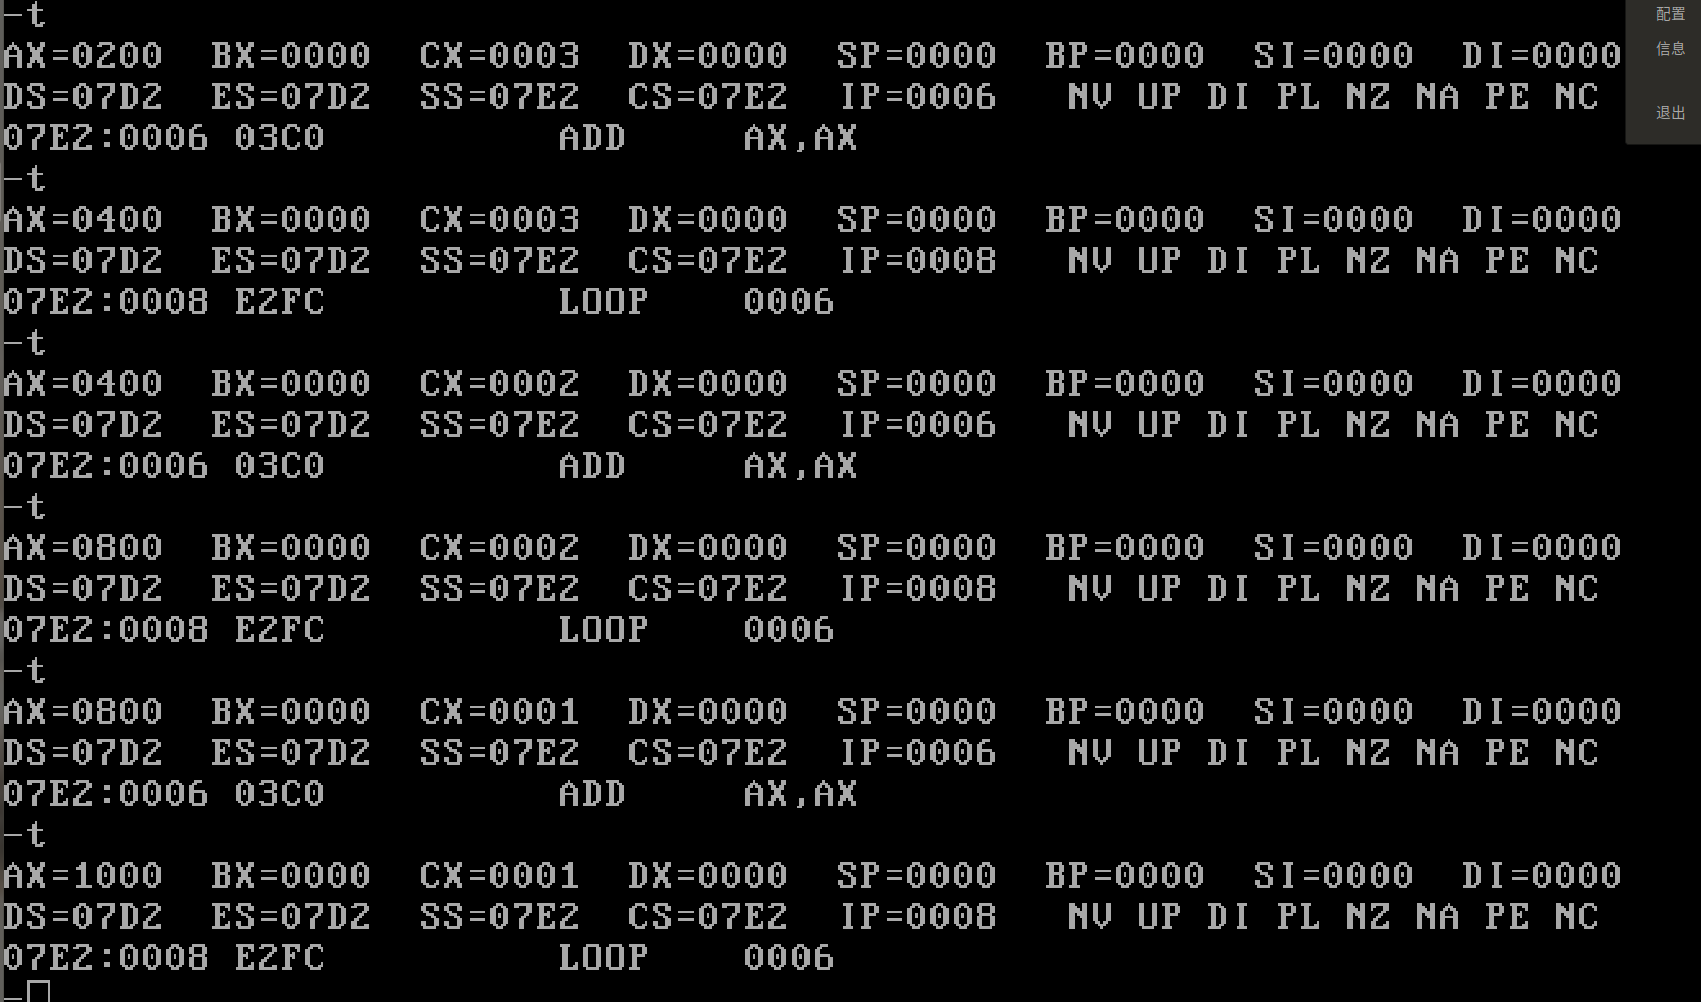 -t
AX=0200  BX=0000  CX=0003  DX=0000  SP=0000  BP=0000  SI=0000  DI=0000
DS=07D2  ES=07D2  SS=07E2  CS=07E2  IP=0006   NV UP DI PL NZ NA PE NC
07E2:0006 03C0          ADD     AX,AX
-t
AX=0400  BX=0000  CX=0003  DX=0000  SP=0000  BP=0000  SI=0000  DI=0000
DS=07D2  ES=07D2  SS=07E2  CS=07E2  IP=0008   NV UP DI PL NZ NA PE NC
07E2:0008 E2FC          LOOP    0006
-t
AX=0400  BX=0000  CX=0002  DX=0000  SP=0000  BP=0000  SI=0000  DI=0000
DS=07D2  ES=07D2  SS=07E2  CS=07E2  IP=0006   NV UP DI PL NZ NA PE NC
07E2:0006 03C0          ADD     AX,AX
-t
AX=0800  BX=0000  CX=0002  DX=0000  SP=0000  BP=0000  SI=0000  DI=0000
DS=07D2  ES=07D2  SS=07E2  CS=07E2  IP=0008   NV UP DI PL NZ NA PE NC
07E2:0008 E2FC          LOOP    0006
-t
AX=0800  BX=0000  CX=0001  DX=0000  SP=0000  BP=0000  SI=0000  DI=0000
DS=07D2  ES=07D2  SS=07E2  CS=07E2  IP=0006   NV UP DI PL NZ NA PE NC
07E2:0006 03C0          ADD     AX,AX
-t
AX=1000  BX=0000  CX=0001  DX=0000  SP=0000  BP=0000  SI=0000  DI=0000
DS=07D2  ES=07D2  SS=07E2  CS=07E2  IP=0008   NV UP DI PL NZ NA PE NC
07E2:0008 E2FC          LOOP    0006
-
配置
信息
退出